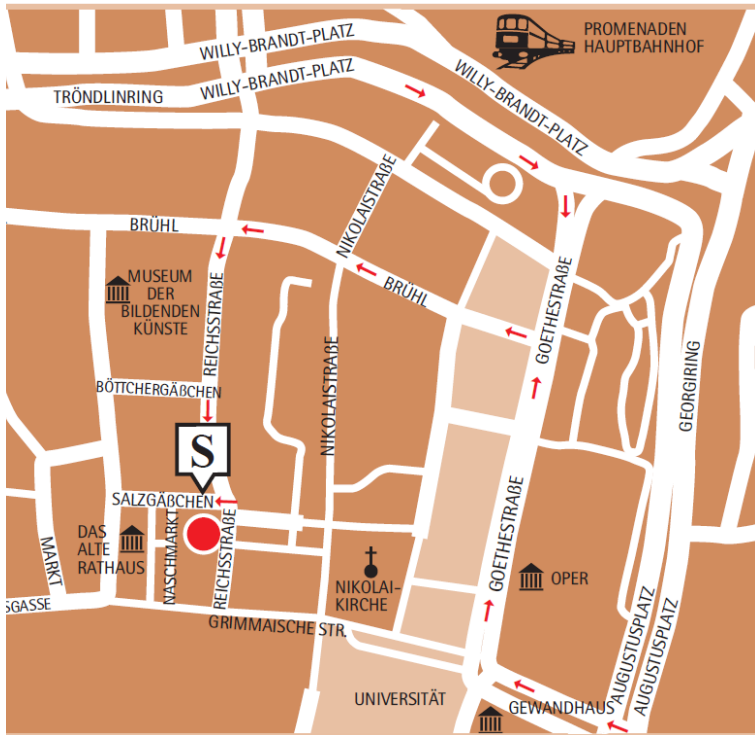 PROMENADEN
HAUPTBAHNHOF
WILLY-BRANDT-PLATZ
WILLY-BRANDT-PLATZ
WILLY-BRANDT-PLATZ
TRÖNDLINRING
NIKOLAISTRAßE
BRÜHL
BRÜHL
MUSEUM
DER
BILDENDEN
KÜNSTE
REICHSSTRAßE
GOETHESTRAßE
GEORGIRING
BÖTTCHERGÄßCHEN
NIKOLAISTRAßE
S
SALZGÄßCHEN
GOETHESTRAßE
DAS
ALTE
RATHAUS
MARKT
NASCHMARKT
REICHSSTRAßE
NIKOLAI-
KIRCHE
OPER
SGASSE
GRIMMAISCHE STR.
AUGUSTUSPLATZ
AUGUSTUSPLATZ
UNIVERSITÄT
GEWANDHAUS